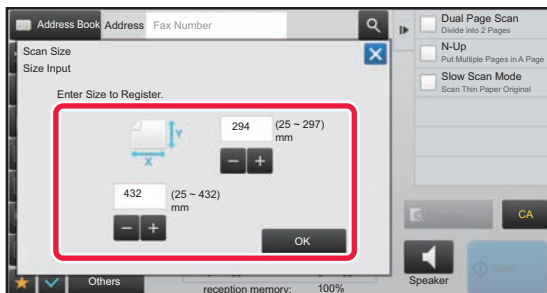 Address Book Address Fax Number
Scan Size
Size Input
Enter Size to Register.
Y
X
294 (25 ~ 297)
mm
432 (25 ~ 432)
mm
OK
Others
reception memory: 100%
Dual Page Scan
Divide into 2 Pages
N-Up
Put Multiple Pages in A Page
Slow Scan Mode
Scan Thin Paper Original
CA
Speaker
Start